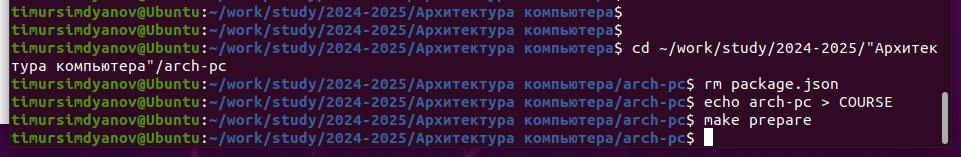 timursimdyanov@Ubuntu:~/work/study/2024-2025/Архитектура компьютера$
timursimdyanov@Ubuntu:~/work/study/2024-2025/Архитектура компьютера$
timursimdyanov@Ubuntu:~/work/study/2024-2025/Архитектура компьютера$ cd ~/work/study/2024-2025/"Архитек
тура компьютера"/arch-pc
timursimdyanov@Ubuntu:~/work/study/2024-2025/Архитектура компьютера/arch-pc$ rm package.json
timursimdyanov@Ubuntu:~/work/study/2024-2025/Архитектура компьютера/arch-pc$ echo arch-pc > COURSE
timursimdyanov@Ubuntu:~/work/study/2024-2025/Архитектура компьютера/arch-pc$ make prepare
timursimdyanov@Ubuntu:~/work/study/2024-2025/Архитектура компьютера/arch-pc$